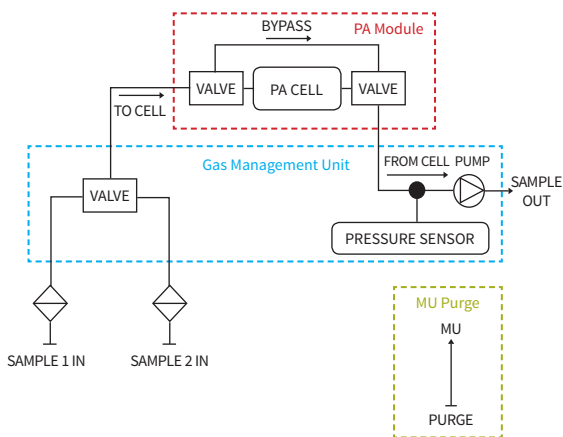 BYPASS
PA Module
VALVE
PA CELL
VALVE
TO CELL
Gas Management Unit
FROM CELL
PUMP
VALVE
SAMPLE
OUT
PRESSURE SENSOR
MU Purge
MU
SAMPLE 1 IN
SAMPLE 2 IN
PURGE